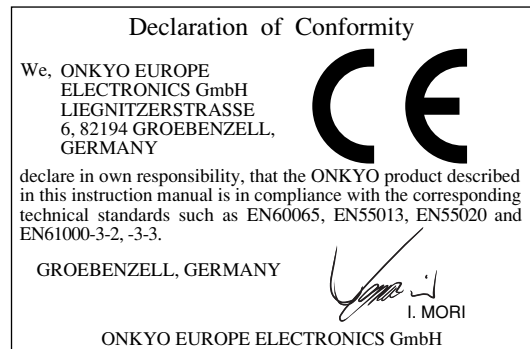 Declaration of Conformity
We, ONKYO EUROPE
ELECTRONICS GmbH
LIEGNITZERSTRASSE
6, 82194 GROEBENZELL,
GERMANY
CE
declare in own responsibility, that the ONKYO product described
in this instruction manual is in compliance with the corresponding
technical standards such as EN60065, EN55013, EN55020 and
EN61000-3-2, -3-3.
GROEBENZELL, GERMANY
I. MORI
ONKYO EUROPE ELECTRONICS GmbH